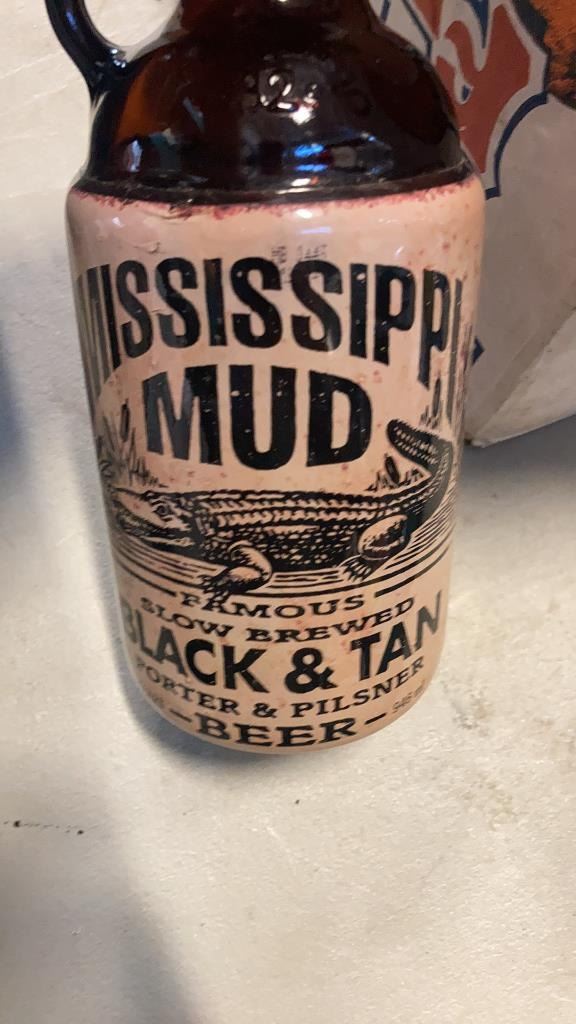 MISSISSIPPI
MUD
FAMOUS
SLOW BREWED
BLACK & TAN
PORTER & PILSNER
BEER